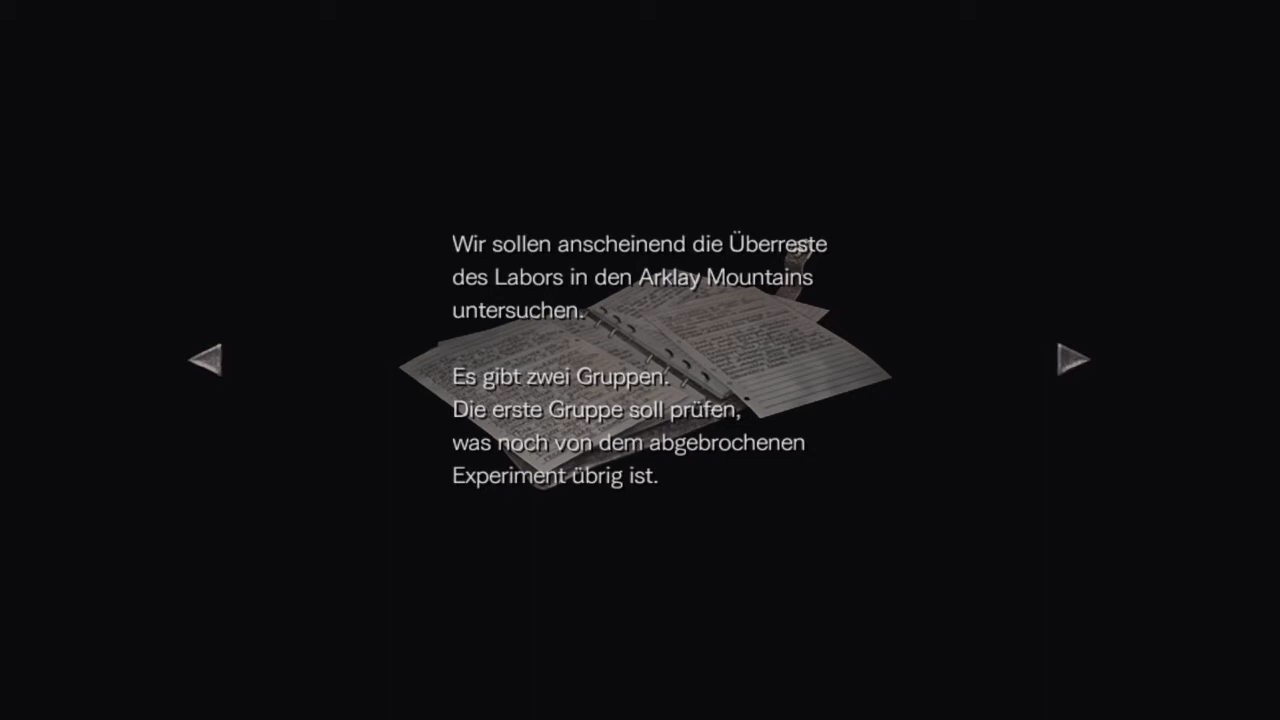 Wir sollen anscheinend die Überreste
des Labors in den Arklay Mountains
untersuchen.
Es gibt zwei Gruppen.
Die erste Gruppe soll prüfen,
was noch von dem abgebrochenen
Experiment übrig ist.